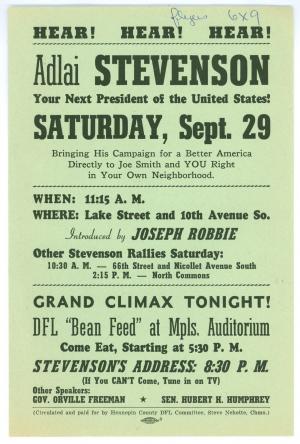 flyers 6x9
HEAR! HEAR! HEAR!
Adlai STEVENSON
Your Next President of the United States!
SATURDAY, Sept. 29
Bringing His Campaign for a Better America
Directly to Joe Smith and YOU Right
in Your Own Neighborhood.
WHEN: 11:15 A. M.
WHERE: Lake Street and 10th Avenue So.
Introduced by JOSEPH ROBBIE
Other Stevenson Rallies Saturday:
10:30 A. M. — 66th Street and Nicollet Avenue South
2:15 P. M. — North Commons
GRAND CLIMAX TONIGHT!
DFL "Bean Feed" at Mpls. Auditorium
Come Eat, Starting at 5:30 P. M.
STEVENSON'S ADDRESS: 8:30 P. M.
(If You CAN'T Come, Tune in on TV)
Other Speakers:
GOV. ORVILLE FREEMAN ★ SEN. HUBERT H. HUMPHREY
(Circulated and paid for by Hennepin County DFL Committee, Steve Nehotte, Chmn.)